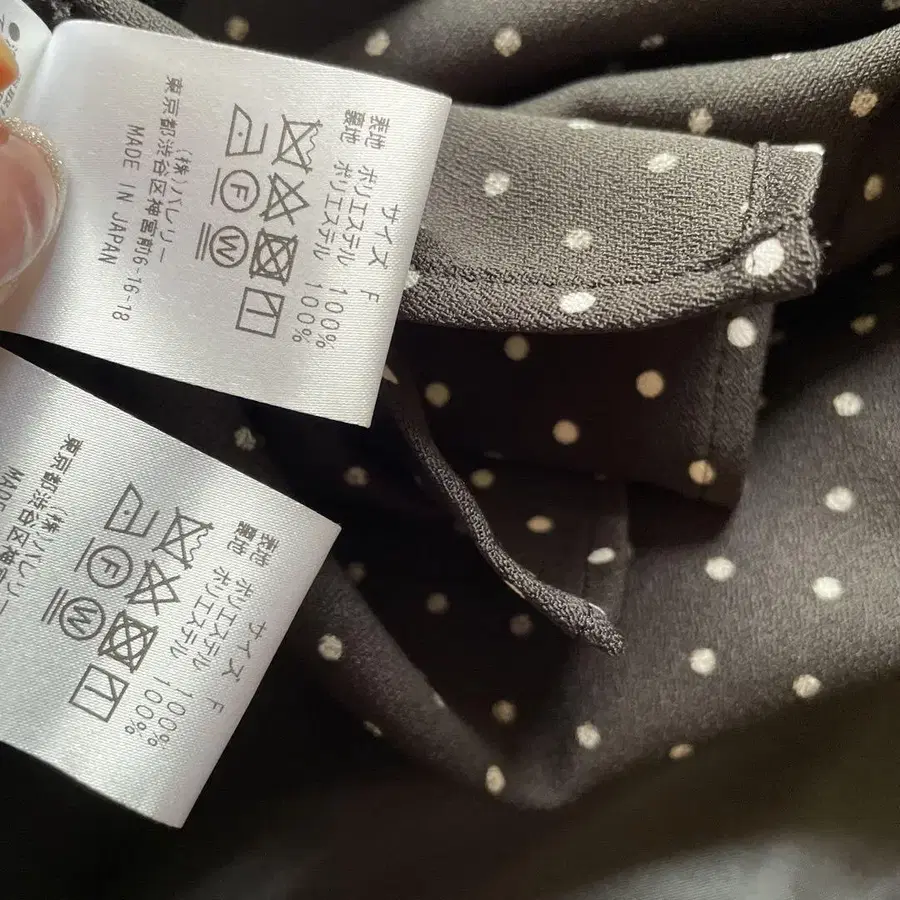 サイズ F
表地 ポリエステル 100%
裏地 ポリエステル 100%
F
W
(株)バレリー
東京都渋谷区神宮前6-16-18
MADE IN JAPAN
サイズ F
表地 ポリエステル 100%
裏地 ポリエステル 100%
F
W
(株)バレリー
東京都渋谷区神
MADE